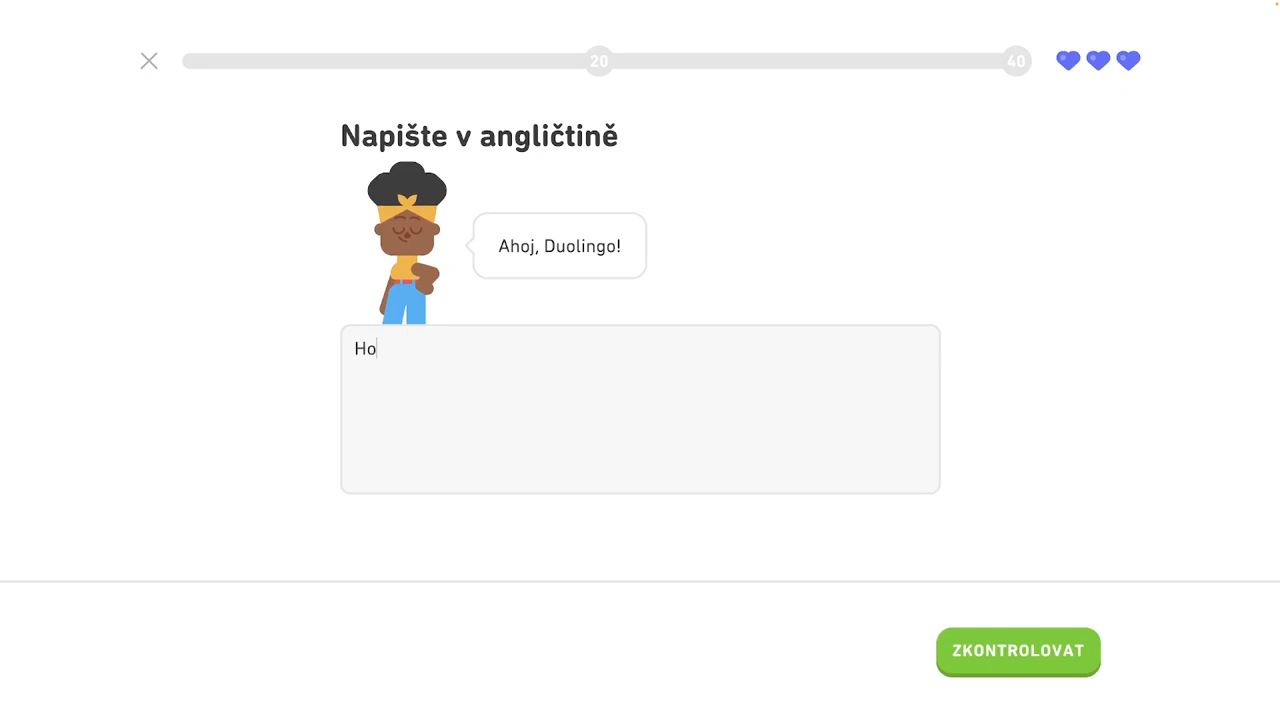 20
40
Napište v angličtině
Ahoj, Duolingo!
Ho
ZKONTROLOVAT